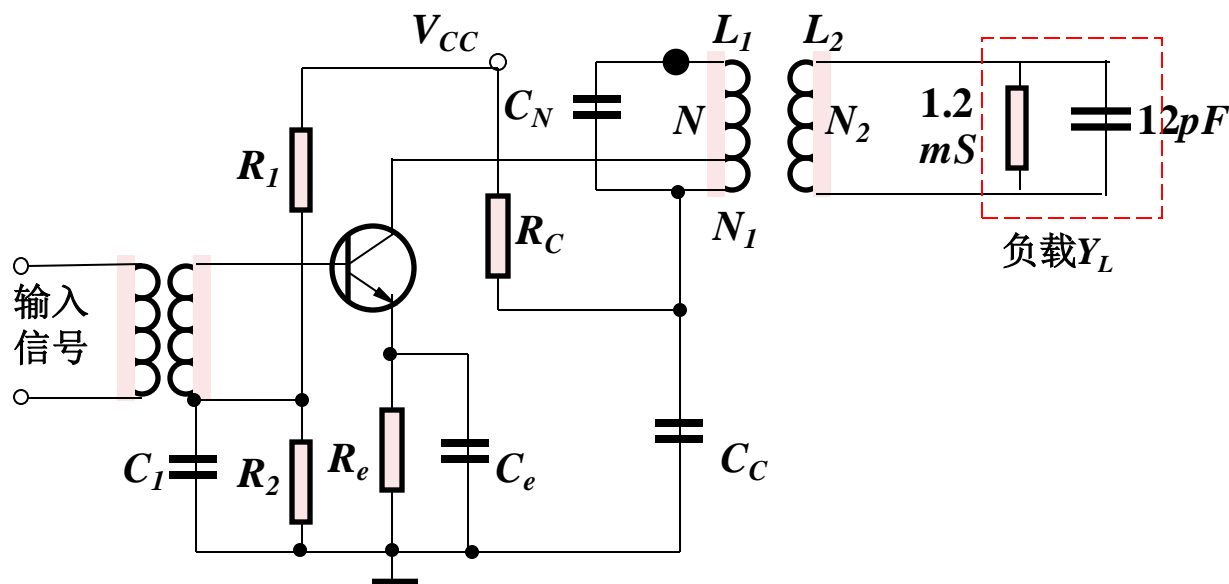 V_CC
L_1
L_2
C_N
N
N_2
1.2
mS
12pF
R_1
R_C
N_1
负载Y_L
输入
信号
C_1
R_2
R_e
C_e
C_C